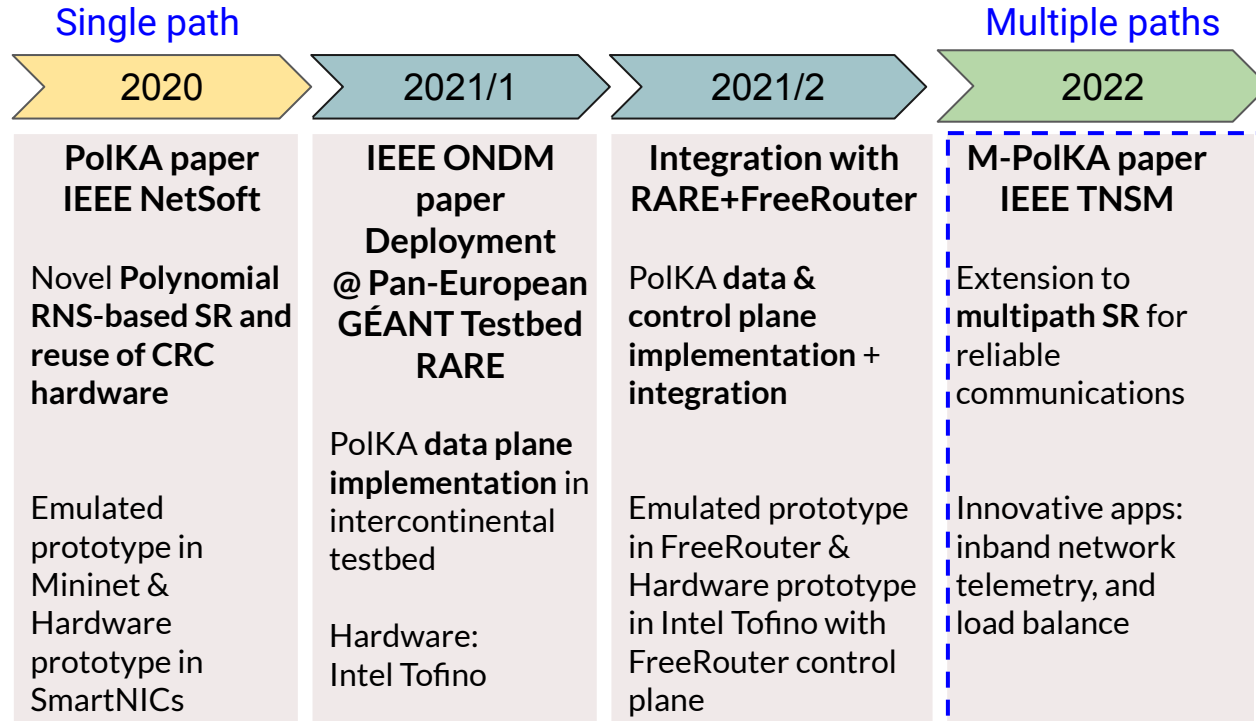 Single path
Multiple paths
2020
2021/1
2021/2
2022
PolKA paper
IEEE NetSoft
Novel Polynomial
RNS-based SR and
reuse of CRC
hardware
Emulated
prototype in
Mininet &
Hardware
prototype in
SmartNICs
IEEE ONDM
paper
Deployment
@ Pan-European
GÉANT Testbed
RARE
PolKA data plane
implementation in
intercontinental
testbed
Hardware:
Intel Tofino
Integration with
RARE+FreeRouter
PolKA data &
control plane
implementation +
integration
Emulated prototype
in FreeRouter &
Hardware prototype
in Intel Tofino with
FreeRouter control
plane
M-PolKA paper
IEEE TNSM
Extension to
multipath SR for
reliable
communications
Innovative apps:
inband network
telemetry, and
load balance